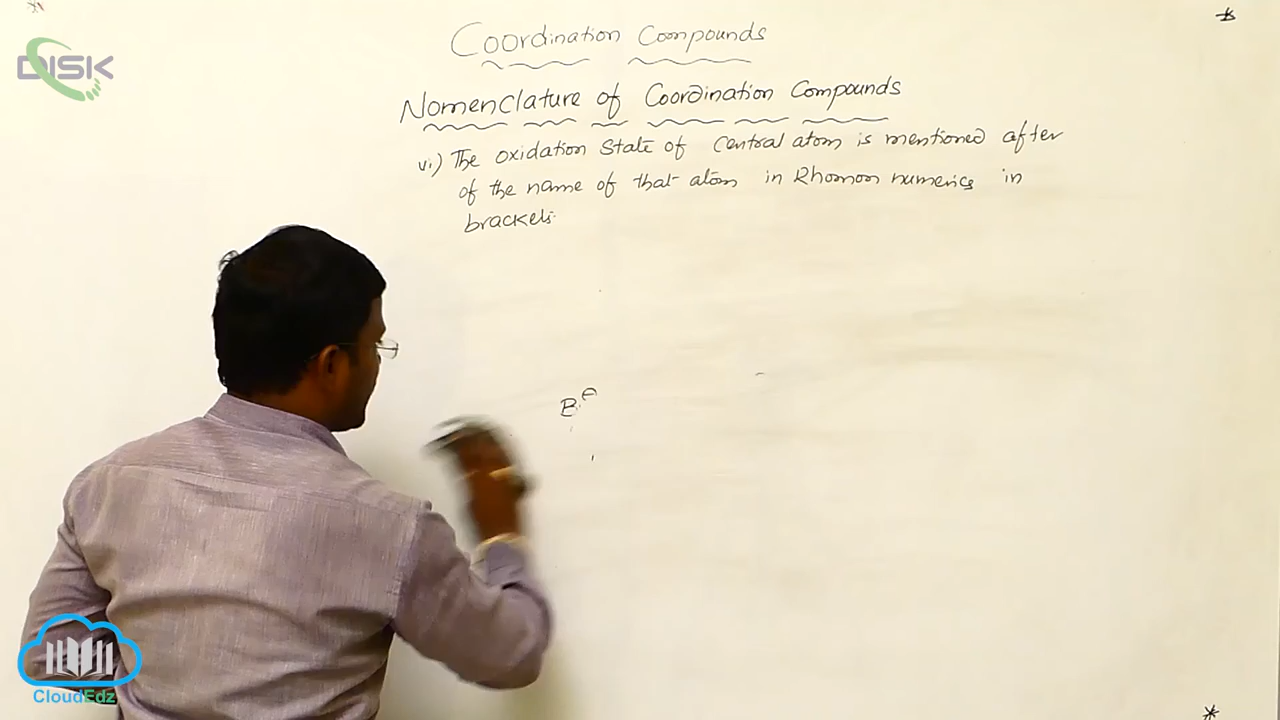 DISK
Coordination Compounds
Nomenclature of Coordination Compounds
vi.) The oxidation state of central atom is mentioned after
of the name of that atom in Rhomon numerics in
brackets.
B
CloudEdz